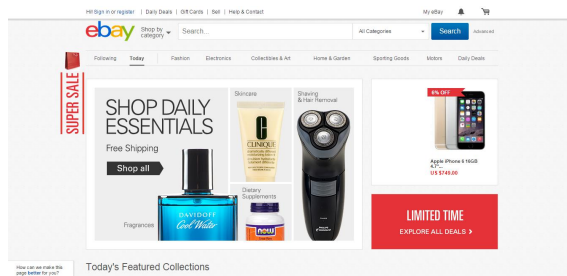 Hi! Sign in or register | Daily Deals | Gift Cards | Sell | Help & Contact
My eBay
ebay
Shop by category
Search...
All Categories
Search
Advanced
Following Today Fashion Electronics Collectibles & Art Home & Garden Sporting Goods Motors Daily Deals
SUPER SALE
SHOP DAILY
ESSENTIALS
Free Shipping
Shop all
Fragrances
DAVIDOFF
Cool Water
Skincare
CLINIQUE
Dietary
Supplements
NOW
Shaving
& Hair Removal
6% OFF
Apple iPhone 6 16GB
4.7"...
US $749.00
LIMITED TIME
EXPLORE ALL DEALS
How can we make this
page better for you?
Today's Featured Collections